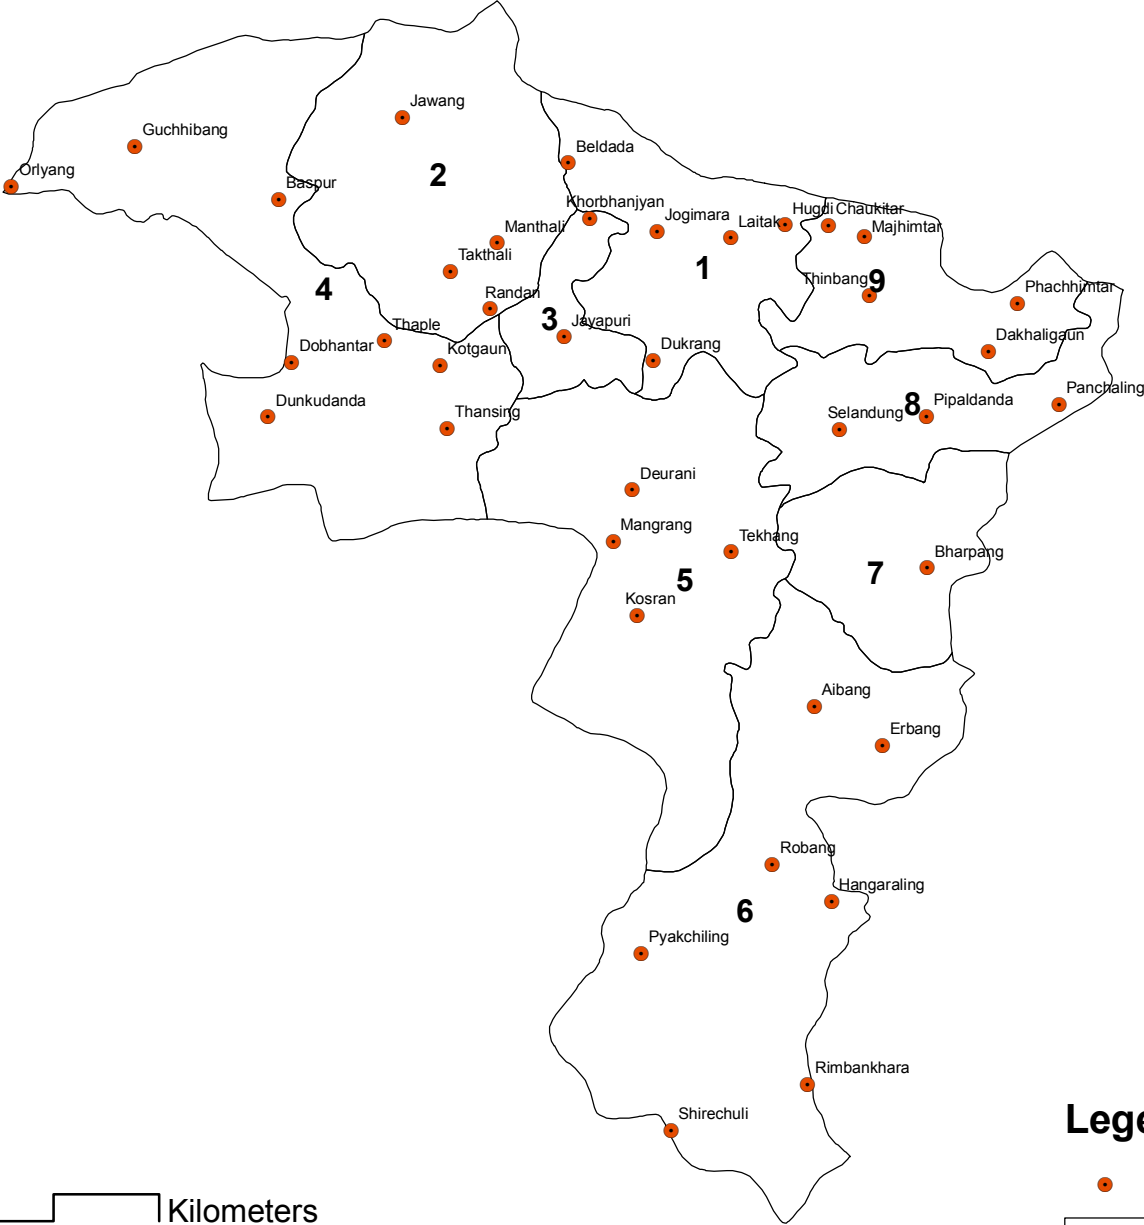 Jawang
Guchhibang
Beldada
Orlyang
2
Baspur
Khorbhanjyan
Jogimara
Laitak
Hugdi
Chaukitar
Manthali
Majhimtar
Takthali
1
Thinbang
9
Phachhimtar
4
Randan
3
Jayapuri
Thaple
Dakhaligaun
Dobhantar
Kotgaun
Dukrang
Panchaling
Dunkudanda
Thansing
Selandung
8
Pipaldanda
Deurani
Mangrang
Tekhang
Bharpang
5
7
Kosran
Aibang
Erbang
Robang
Hangaraling
6
Pyakchiling
Rimbankhara
Shirechuli
Lege
Kilometers